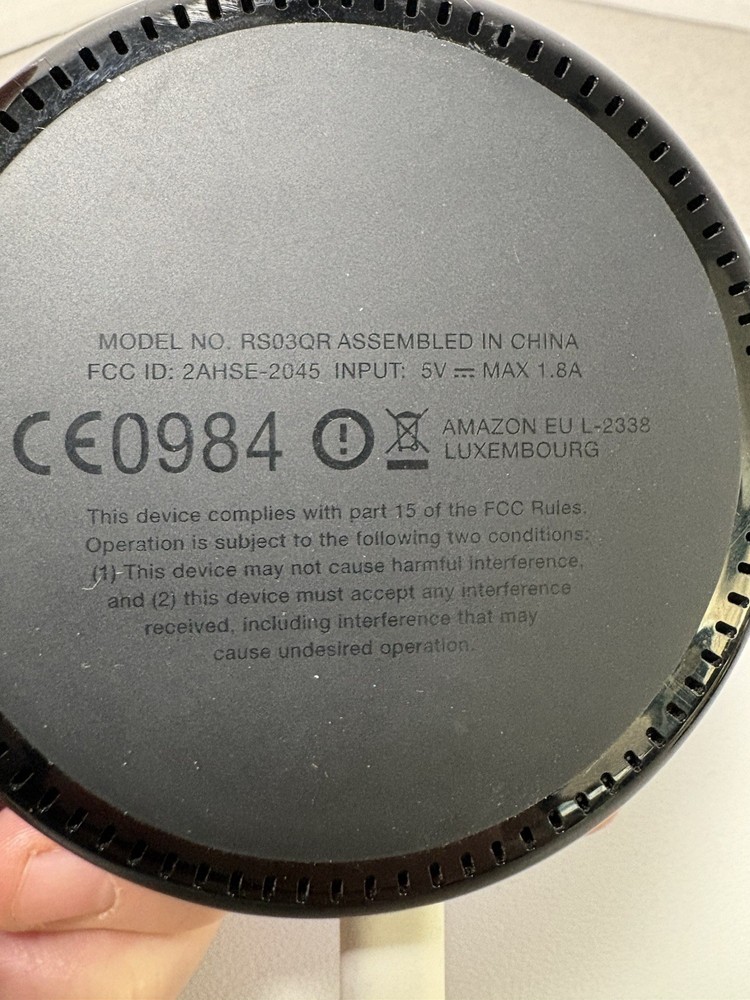 MODEL NO. RS03QR ASSEMBLED IN CHINA
FCC ID: 2AHSE-2045 INPUT: 5V ⎓ MAX 1.8A
CE0984
AMAZON EU L-2338
LUXEMBOURG
This device complies with part 15 of the FCC Rules.
Operation is subject to the following two conditions:
(1) This device may not cause harmful interference,
and (2) this device must accept any interference
received, including interference that may
cause undesired operation.